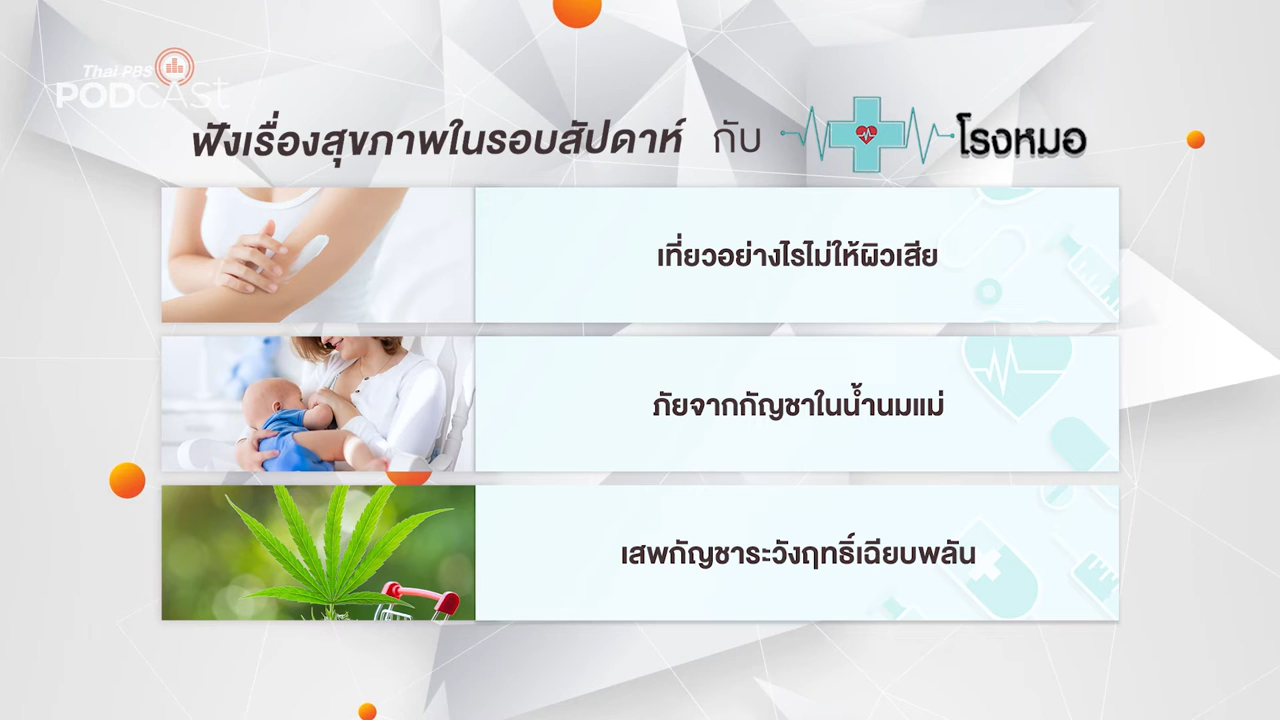 Thai PBS
PODCAST
ฟังเรื่องสุขภาพในรอบสัปดาห์ กับ โรงหมอ
เที่ยวอย่างไรไม่ให้ผิวเสีย
ภัยจากกัญชาในน้ำนมแม่
เสพกัญชาระวังฤทธิ์เฉียบพลัน